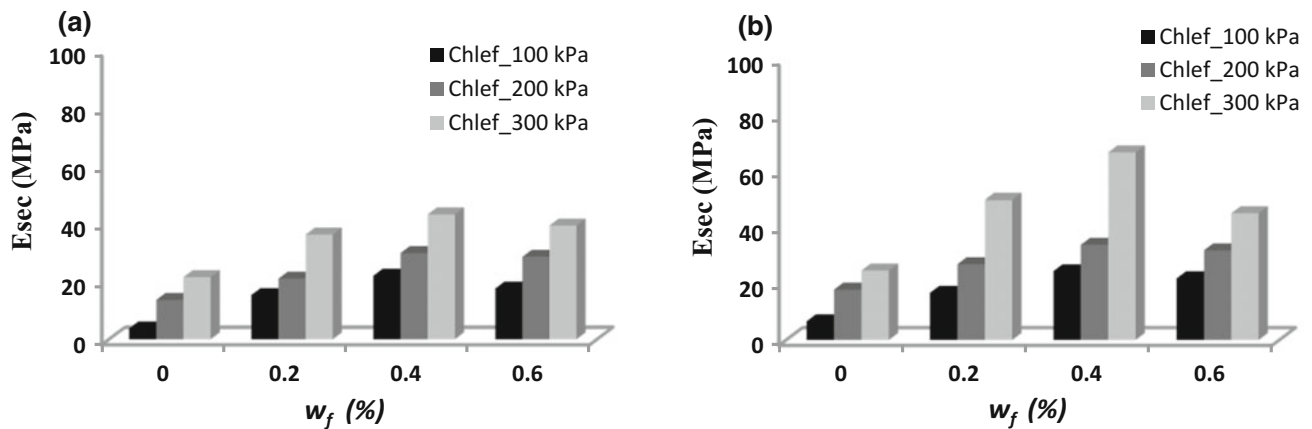 (a)
Chlef_100 kPa
Chlef_200 kPa
Chlef_300 kPa
100
80
60
40
20
0
Esec (MPa)
0 0.2 0.4 0.6
w_f (%)
(b)
Chlef_100 kPa
Chlef_200 kPa
Chlef_300 kPa
100
80
60
40
20
0
Esec (MPa)
0 0.2 0.4 0.6
w_f (%)